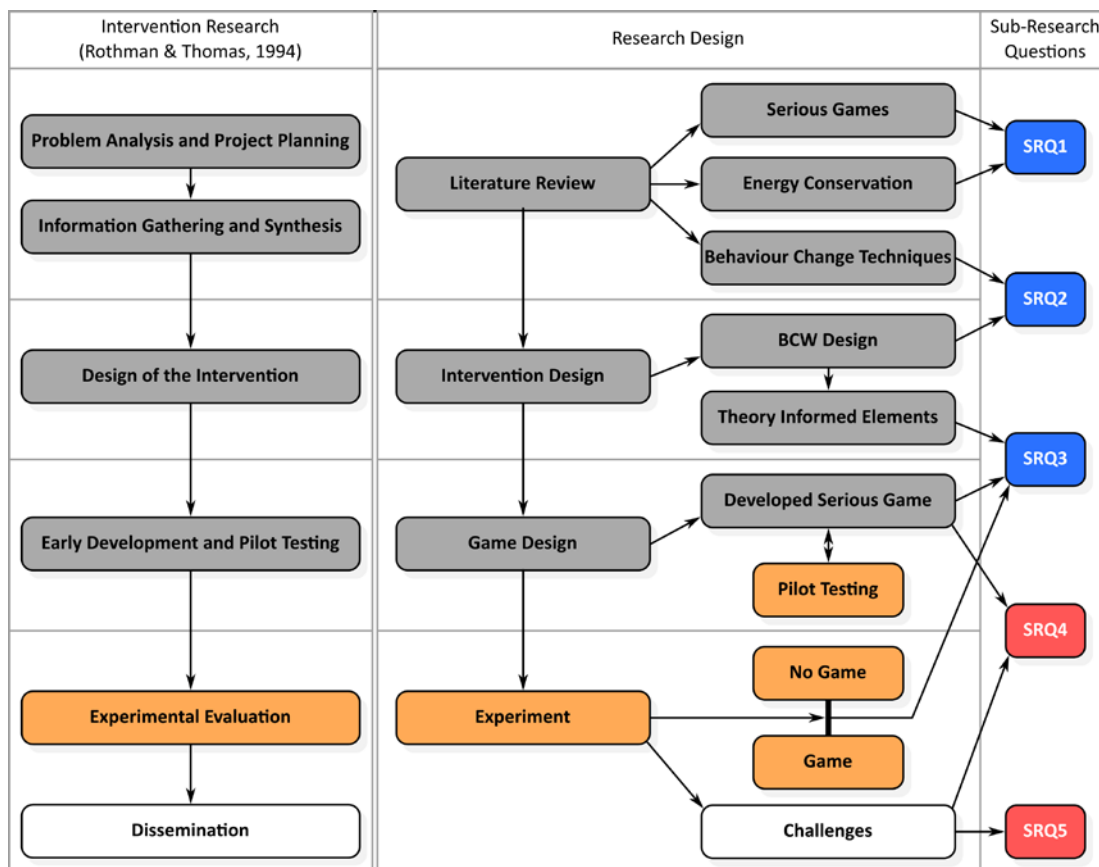 Intervention Research
(Rothman & Thomas, 1994)
Research Design
Sub-Research
Questions
Problem Analysis and Project Planning
Information Gathering and Synthesis
Design of the Intervention
Early Development and Pilot Testing
Experimental Evaluation
Dissemination
Literature Review
Intervention Design
Game Design
Experiment
Serious Games
Energy Conservation
Behaviour Change Techniques
BCW Design
Theory Informed Elements
Developed Serious Game
Pilot Testing
No Game
Game
Challenges
SRQ1
SRQ2
SRQ3
SRQ4
SRQ5